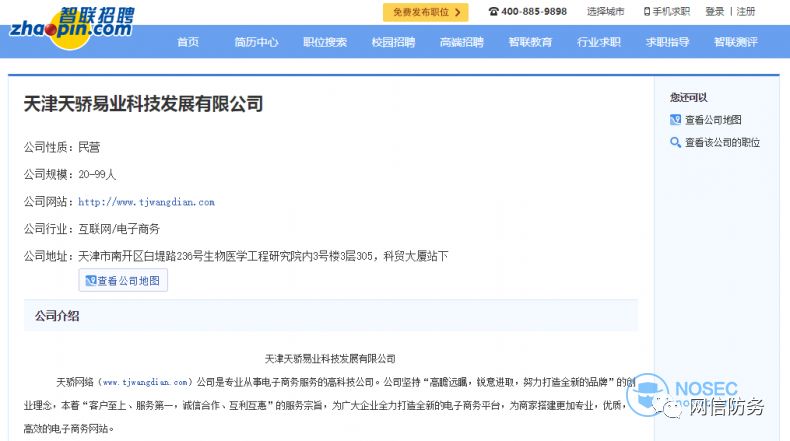 智联招聘
zhaopin.com
免费发布职位 >
400-885-9898
选择城市
手机求职
登录 | 注册
首页 简历中心 职位搜索 校园招聘 高端招聘 智联教育 行业求职 求职指导 智联测评
天津天骄易业科技发展有限公司
公司性质：民营
公司规模：20-99人
公司网站：http://www.tjwangdian.com
公司行业：互联网/电子商务
公司地址：天津市南开区白堤路236号生物医学工程研究院内3号楼3层305，科贸大厦站下
查看公司地图
您还可以
查看公司地图
查看该公司的职位
公司介绍
天津天骄易业科技发展有限公司
天骄网络（www.tjwangdian.com）公司是专业从事电子商务服务的高科技公司。公司坚持“高瞻远瞩，锐意进取，努力打造全新的品牌”的创
业理念，本着“客户至上、服务第一，诚信合作、互利互惠”的服务宗旨，为广大企业全力打造全新的电子商务平台，为商家搭建更加专业，优质，
高效的电子商务网站。
NOSEC
网信防务